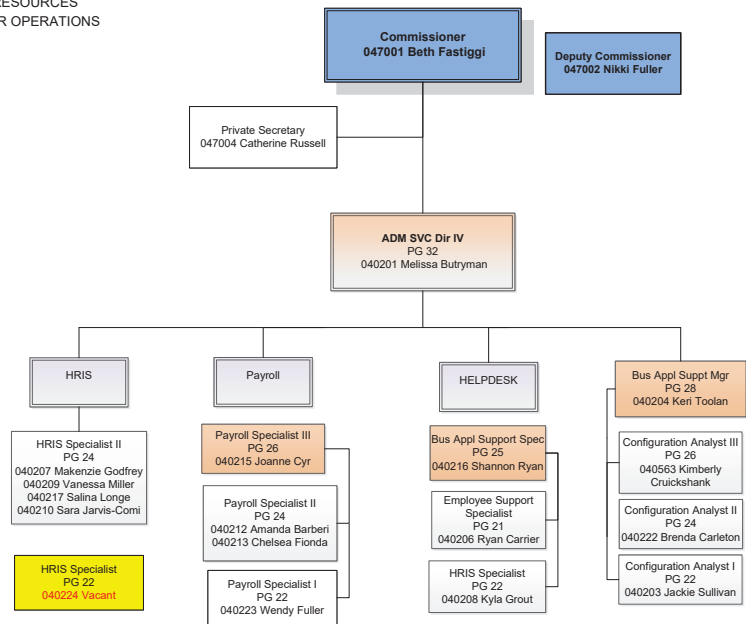 RESOURCES
R OPERATIONS
Commissioner
047001 Beth Fastiggi
Deputy Commissioner
047002 Nikki Fuller
Private Secretary
047004 Catherine Russell
ADM SVC Dir IV
PG 32
040201 Melissa Butryman
HRIS
Payroll
HELPDESK
Bus Appl Suppt Mgr
PG 28
040204 Keri Toolan
HRIS Specialist II
PG 24
040207 Makenzie Godfrey
040209 Vanessa Miller
040217 Salina Longe
040210 Sara Jarvis-Comi
HRIS Specialist
PG 22
040224 Vacant
Payroll Specialist III
PG 26
040215 Joanne Cyr
Payroll Specialist II
PG 24
040212 Amanda Barberi
040213 Chelsea Fionda
Payroll Specialist I
PG 22
040223 Wendy Fuller
Bus Appl Support Spec
PG 25
040216 Shannon Ryan
Employee Support
Specialist
PG 21
040206 Ryan Carrier
HRIS Specialist
PG 22
040208 Kyla Grout
Configuration Analyst III
PG 26
040563 Kimberly
Cruickshank
Configuration Analyst II
PG 24
040222 Brenda Carleton
Configuration Analyst I
PG 22
040203 Jackie Sullivan